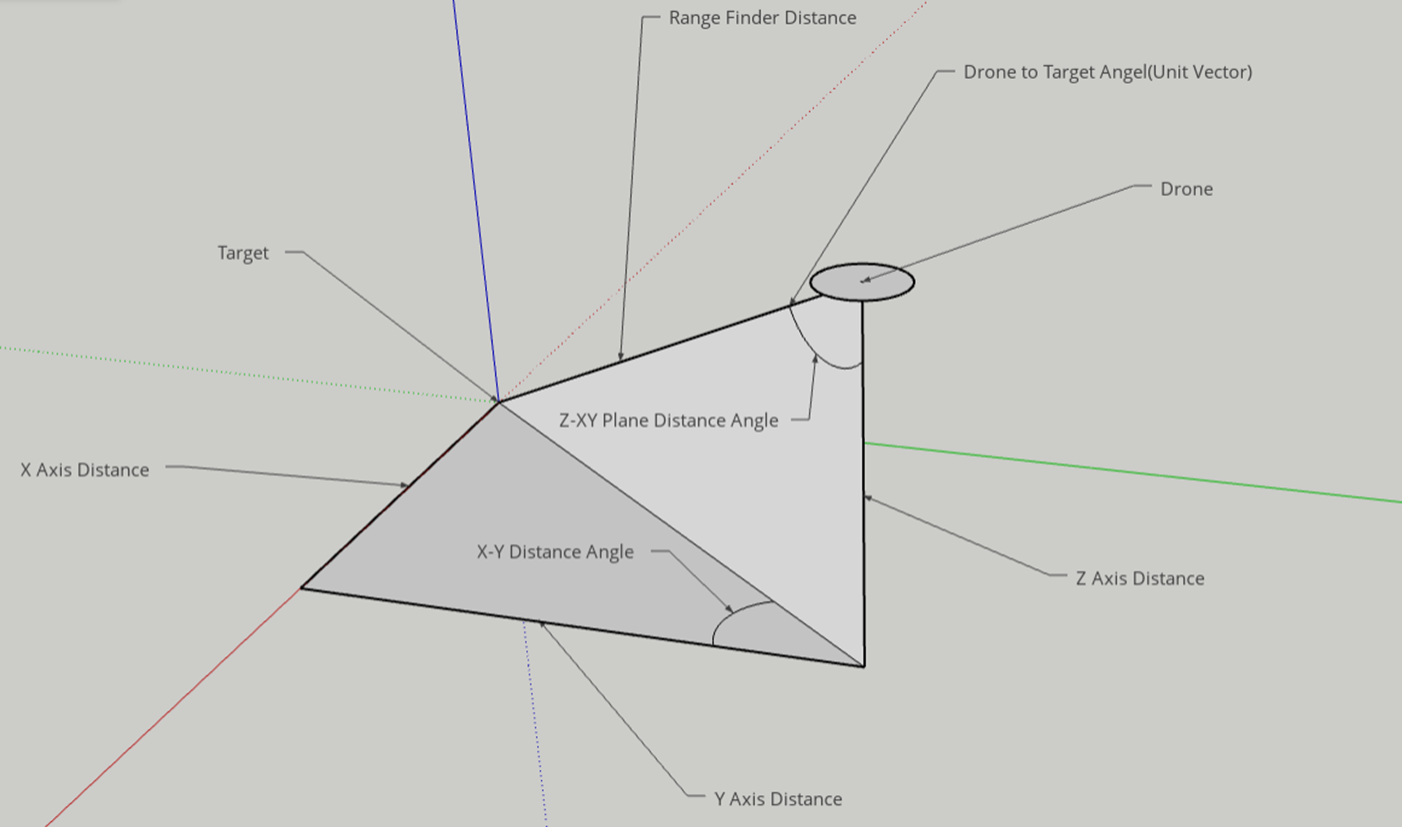 Range Finder Distance
Drone to Target Angel(Unit Vector)
Drone
Target
Z-XY Plane Distance Angle
X Axis Distance
X-Y Distance Angle
Z Axis Distance
Y Axis Distance